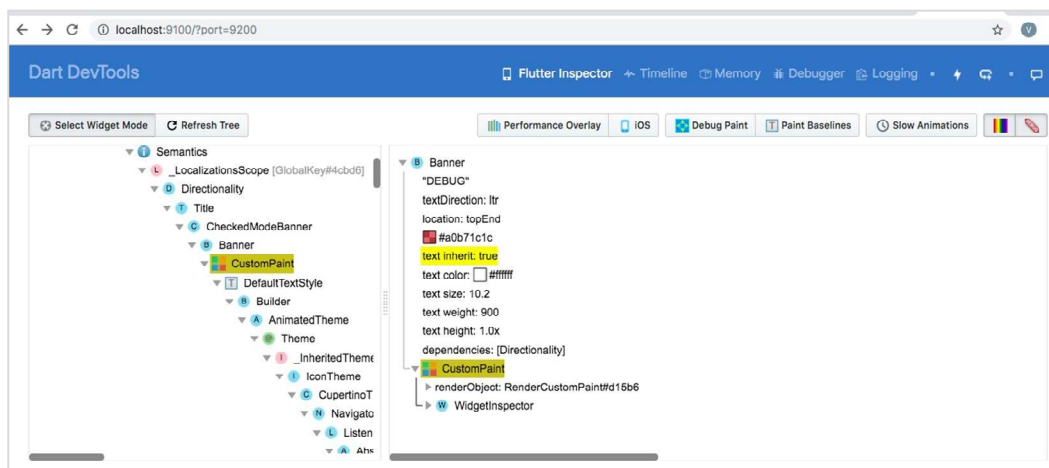 localhost:9100/?port=9200
V
Dart DevTools
Flutter Inspector Timeline Memory Debugger Logging
Select Widget Mode Refresh Tree Performance Overlay iOS Debug Paint Paint Baselines Slow Animations
Semantics
L _LocalizationsScope [GlobalKey#4cbd6]
D Directionality
T Title
C CheckedModeBanner
B Banner
CustomPaint
T DefaultTextStyle
B Builder
A AnimatedTheme
Theme
I _InheritedTheme
I IconTheme
C CupertinoT
N Navigato
L Listen
A Abs
B Banner
"DEBUG"
textDirection: ltr
location: topEnd
#a0b71c1c
text inherit: true
text color: #ffffff
text size: 10.2
text weight: 900
text height: 1.0x
dependencies: [Directionality]
CustomPaint
renderObject: RenderCustomPaint#d15b6
W WidgetInspector